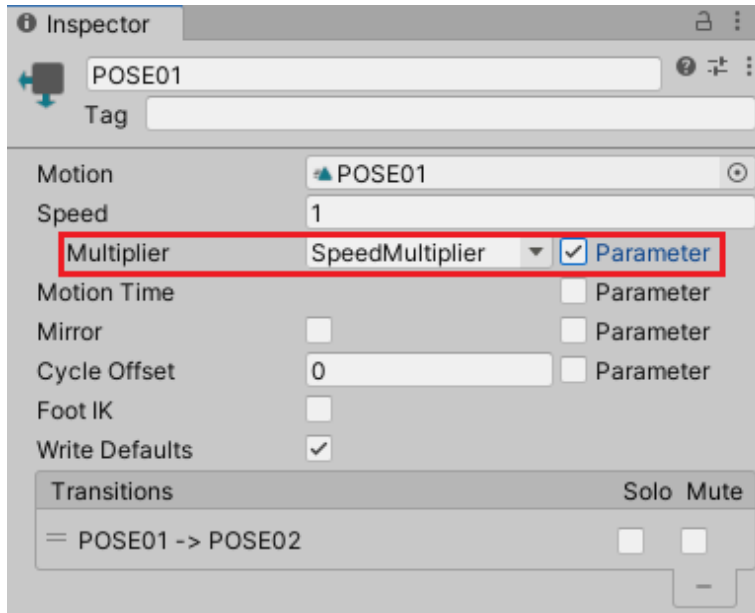 Inspector
POSE01
Tag
Motion POSE01
Speed 1
Multiplier SpeedMultiplier Parameter
Motion Time Parameter
Mirror Parameter
Cycle Offset 0 Parameter
Foot IK
Write Defaults
Transitions Solo Mute
POSE01 -> POSE02